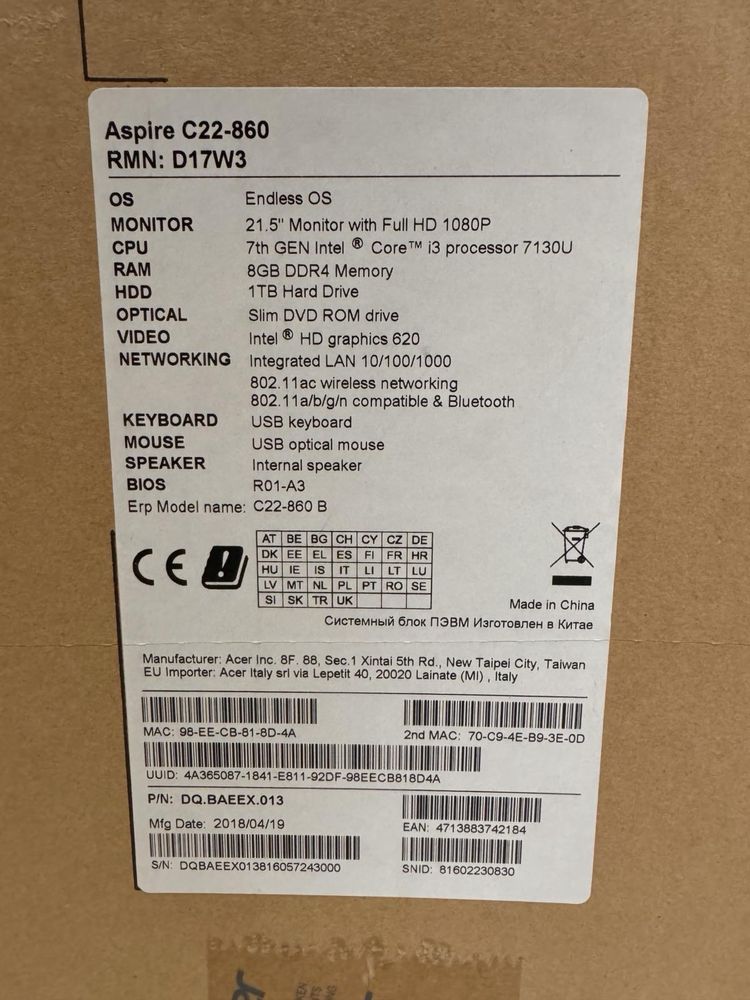 Aspire C22-860
RMN: D17W3
OS Endless OS
MONITOR 21.5" Monitor with Full HD 1080P
CPU 7th GEN Intel ® Core™ i3 processor 7130U
RAM 8GB DDR4 Memory
HDD 1TB Hard Drive
OPTICAL Slim DVD ROM drive
VIDEO Intel ® HD graphics 620
NETWORKING Integrated LAN 10/100/1000
802.11ac wireless networking
802.11a/b/g/n compatible & Bluetooth
KEYBOARD USB keyboard
MOUSE USB optical mouse
SPEAKER Internal speaker
BIOS R01-A3
Erp Model name: C22-860 B
CE
AT BE BG CH CY CZ DE
DK EE EL ES FI FR HR
HU IE IS IT LI LT LU
LV MT NL PL PT RO SE
SI SK TR UK
Made in China
Системный блок ПЭВМ Изготовлен в Китае
Manufacturer: Acer Inc. 8F. 88, Sec.1 Xintai 5th Rd., New Taipei City, Taiwan
EU Importer: Acer Italy srl via Lepetit 40, 20020 Lainate (MI) , Italy
MAC: 98-EE-CB-81-8D-4A 2nd MAC: 70-C9-4E-B9-3E-0D
UUID: 4A365087-1841-E811-92DF-98EECB818D4A
P/N: DQ.BAEEX.013
Mfg Date: 2018/04/19 EAN: 4713883742184
S/N: DQBAEEX013816057243000 SNID: 81602230830